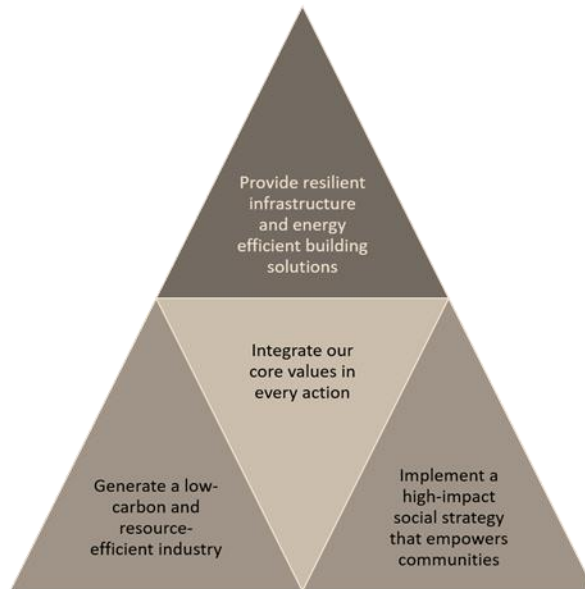 Provide resilient
infrastructure
and energy
efficient building
solutions
Integrate our
core values in
every action
Generate a low-
carbon and
resource-
efficient industry
Implement a
high-impact
social strategy
that empowers
communities